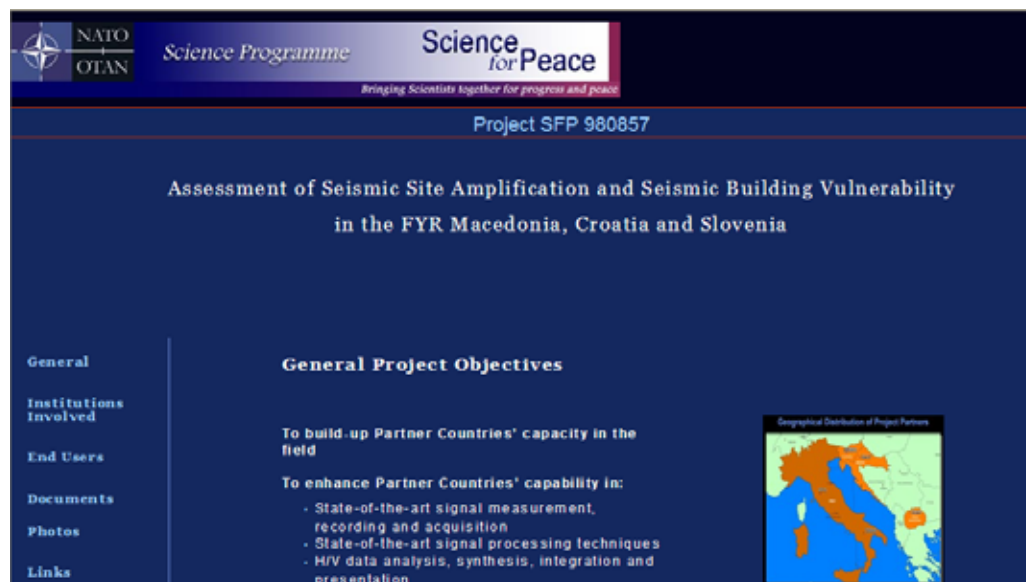 NATO
OTAN
Science Programme
Science
for Peace
Bringing Scientists together for progress and peace
Project SFP 980857
Assessment of Seismic Site Amplification and Seismic Building Vulnerability
in the FYR Macedonia, Croatia and Slovenia
General
Institutions
Involved
End Users
Documents
Photos
Links
General Project Objectives
To build-up Partner Countries' capacity in the
field
To enhance Partner Countries' capability in:
- State-of-the-art signal measurement,
recording and acquisition
- State-of-the-art signal processing techniques
- H/V data analysis, synthesis, integration and
presentation
Geographical Distribution of Project Partners